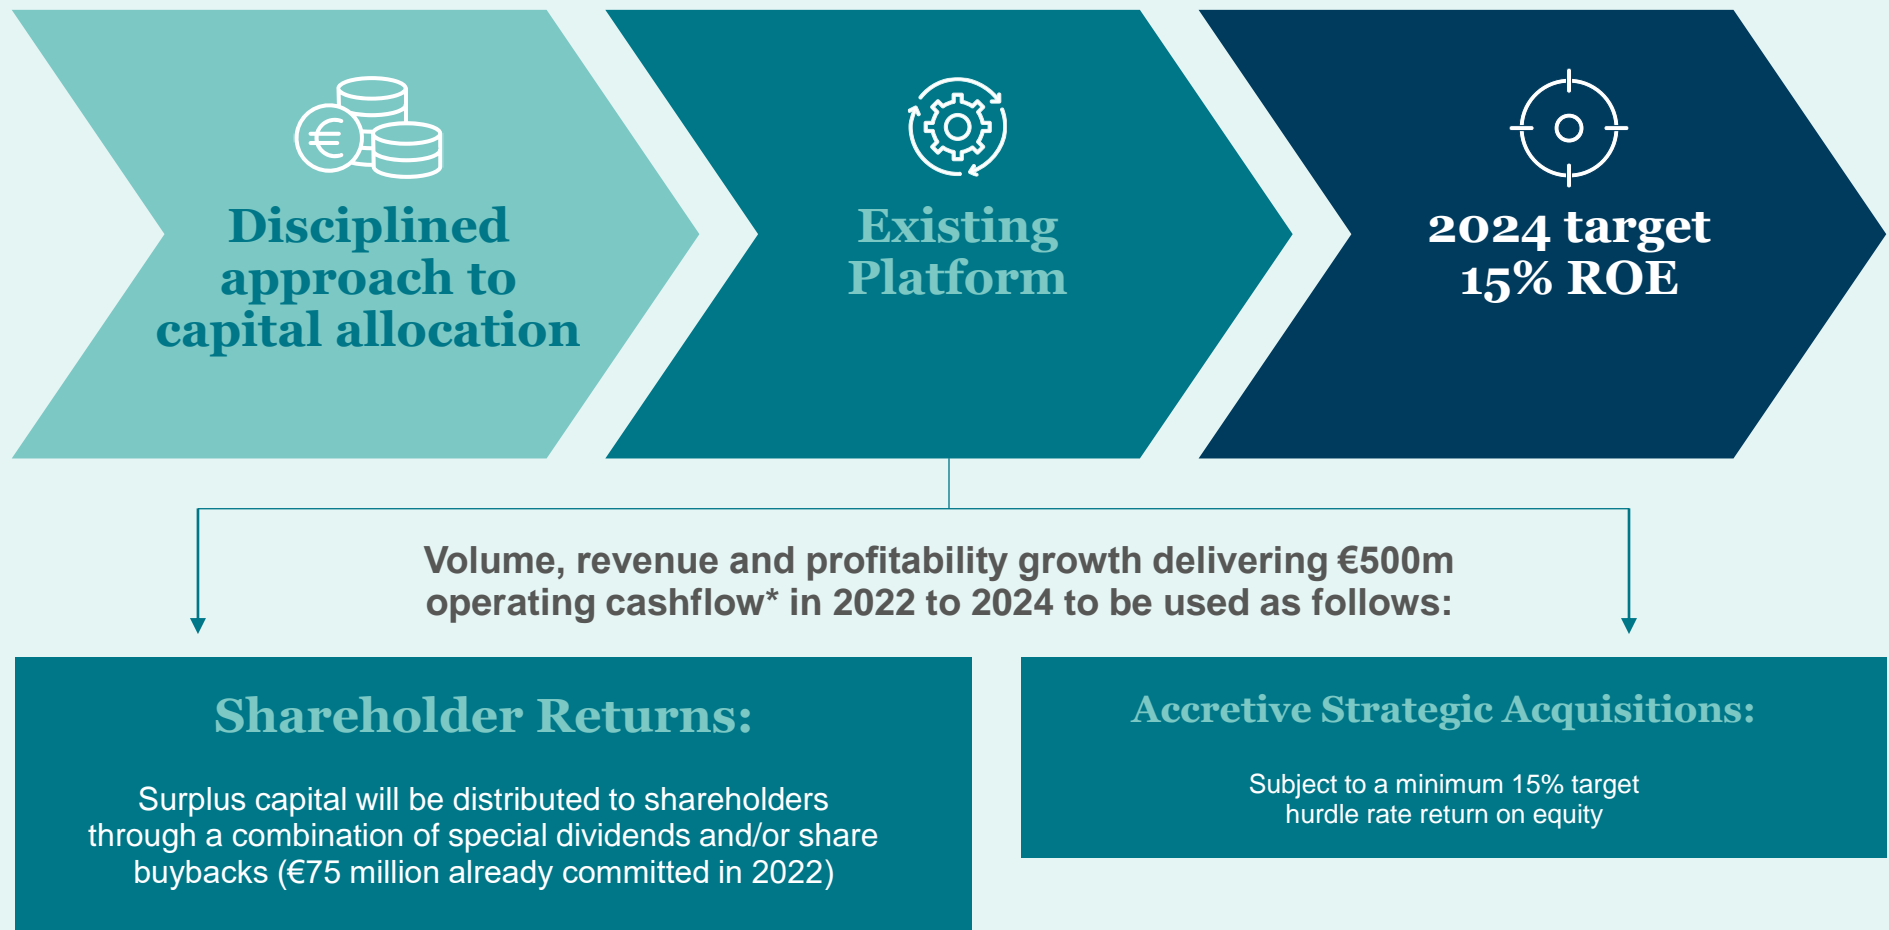 Disciplined
approach to
capital allocation
Existing
Platform
2024 target
15% ROE
Volume, revenue and profitability growth delivering €500m
operating cashflow* in 2022 to 2024 to be used as follows:
Shareholder Returns:
Surplus capital will be distributed to shareholders
through a combination of special dividends and/or share
buybacks (€75 million already committed in 2022)
Accretive Strategic Acquisitions:
Subject to a minimum 15% target
hurdle rate return on equity